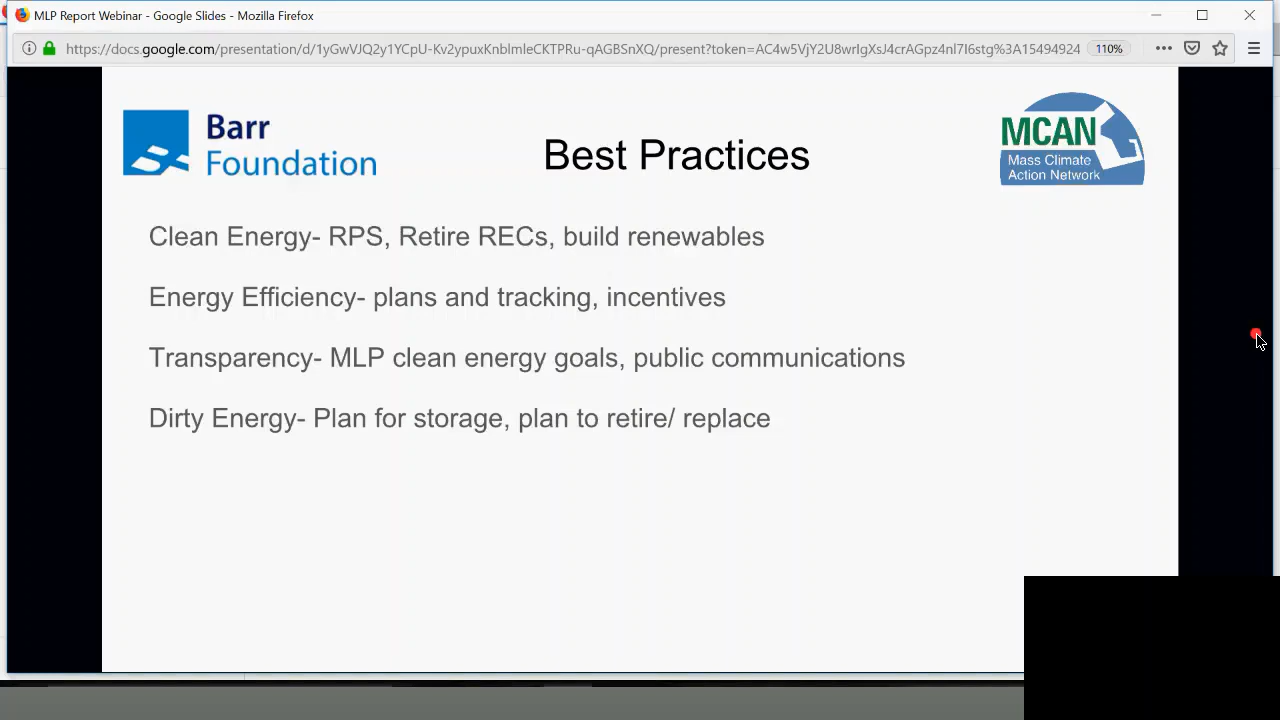 MLP Report Webinar - Google Slides - Mozilla Firefox
https://docs.google.com/presentation/d/1yGwVJQ2y1YCpU-Kv2ypuxKnblmleCKTPRu-qAGBSnXQ/present?token=AC4w5VjY2U8wrIgXsJ4crAGpz4nl7I6stg%3A15494924
110%
Barr
Foundation
Best Practices
MCAN
Mass Climate
Action Network
Clean Energy- RPS, Retire RECs, build renewables
Energy Efficiency- plans and tracking, incentives
Transparency- MLP clean energy goals, public communications
Dirty Energy- Plan for storage, plan to retire/ replace